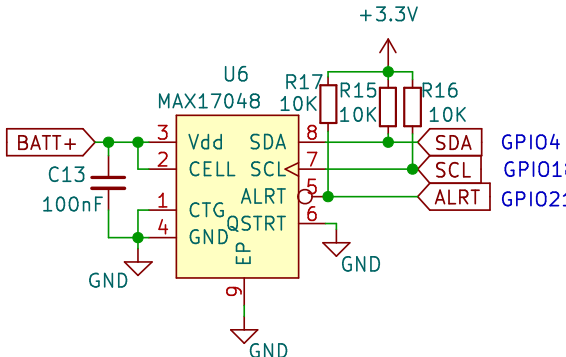 +3.3V
U6
MAX17048
R17
10K
R15
10K
R16
10K
BATT+
C13
100nF
3 Vdd
2 CELL
1 CTG
4 GND
SDA 8
SCL 7
ALRT 5
QSTRT 6
EP
9
SDA GPIO4
SCL GPIO18
ALRT GPIO21
GND
GND
GND